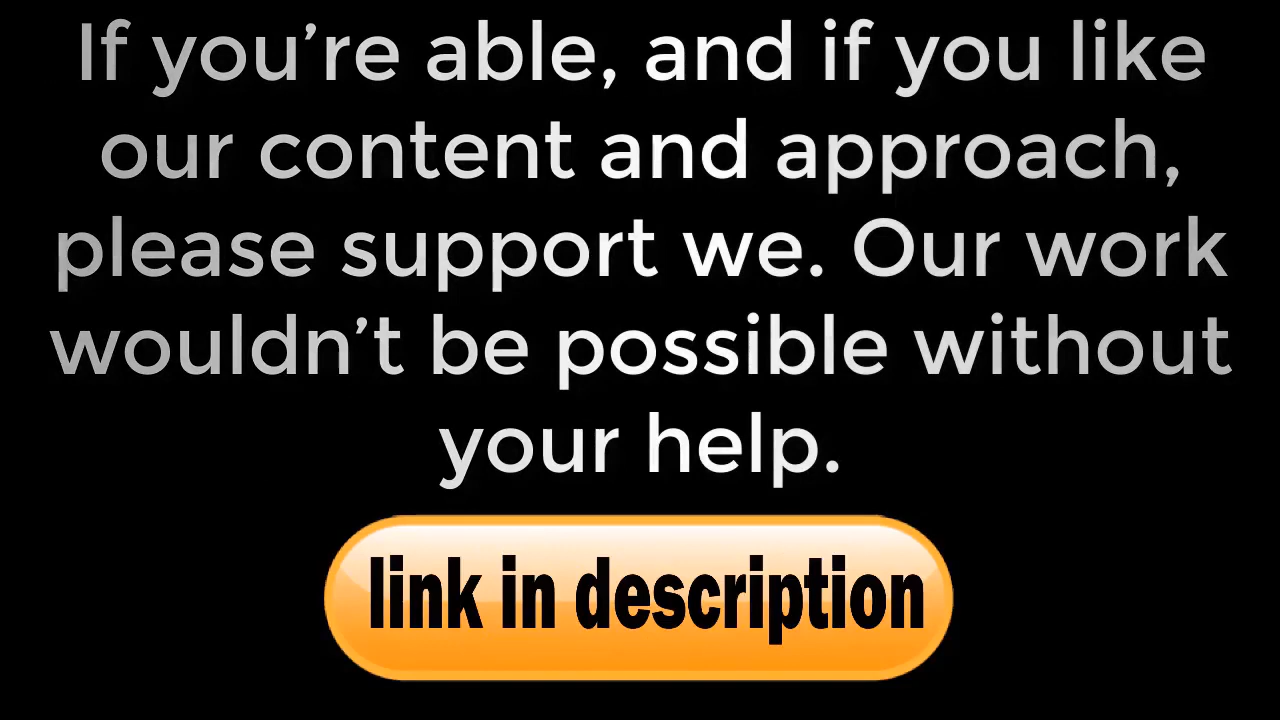 If you’re able, and if you like
our content and approach,
please support we. Our work
wouldn’t be possible without
your help.
link in description